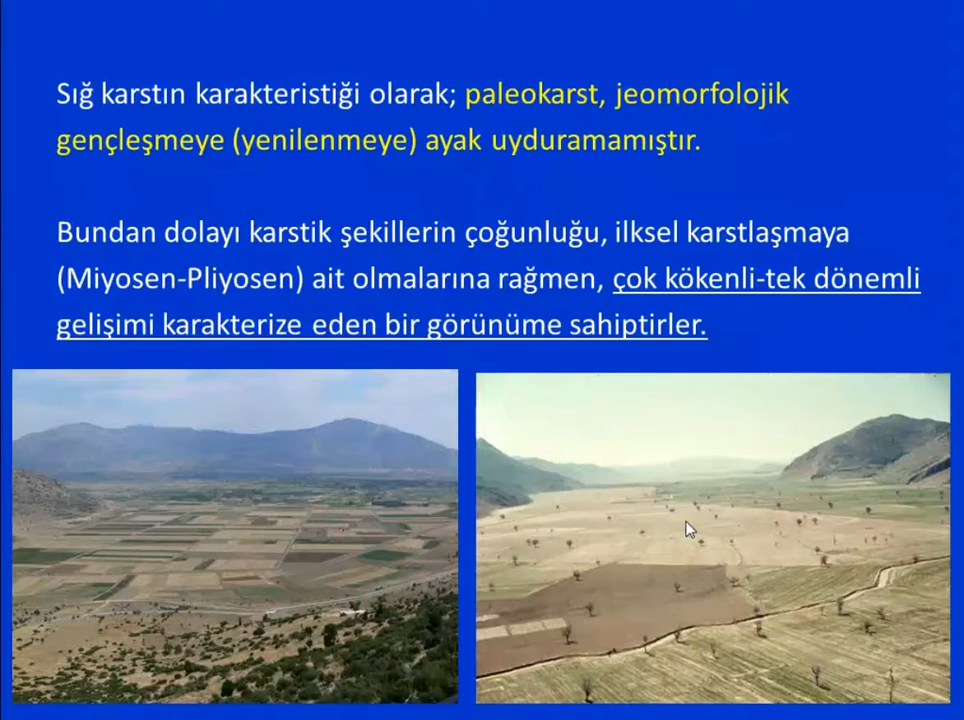 Sığ karstın karakteristiği olarak; paleokarst, jeomorfolojik
gençleşmeye (yenilenmeye) ayak uyduramamıştır.
Bundan dolayı karstik şekillerin çoğunluğu, ilksel karstlaşmaya
(Miyosen-Pliyosen) ait olmalarına rağmen, çok kökenli-tek dönemli
gelişimi karakterize eden bir görünüme sahiptirler.